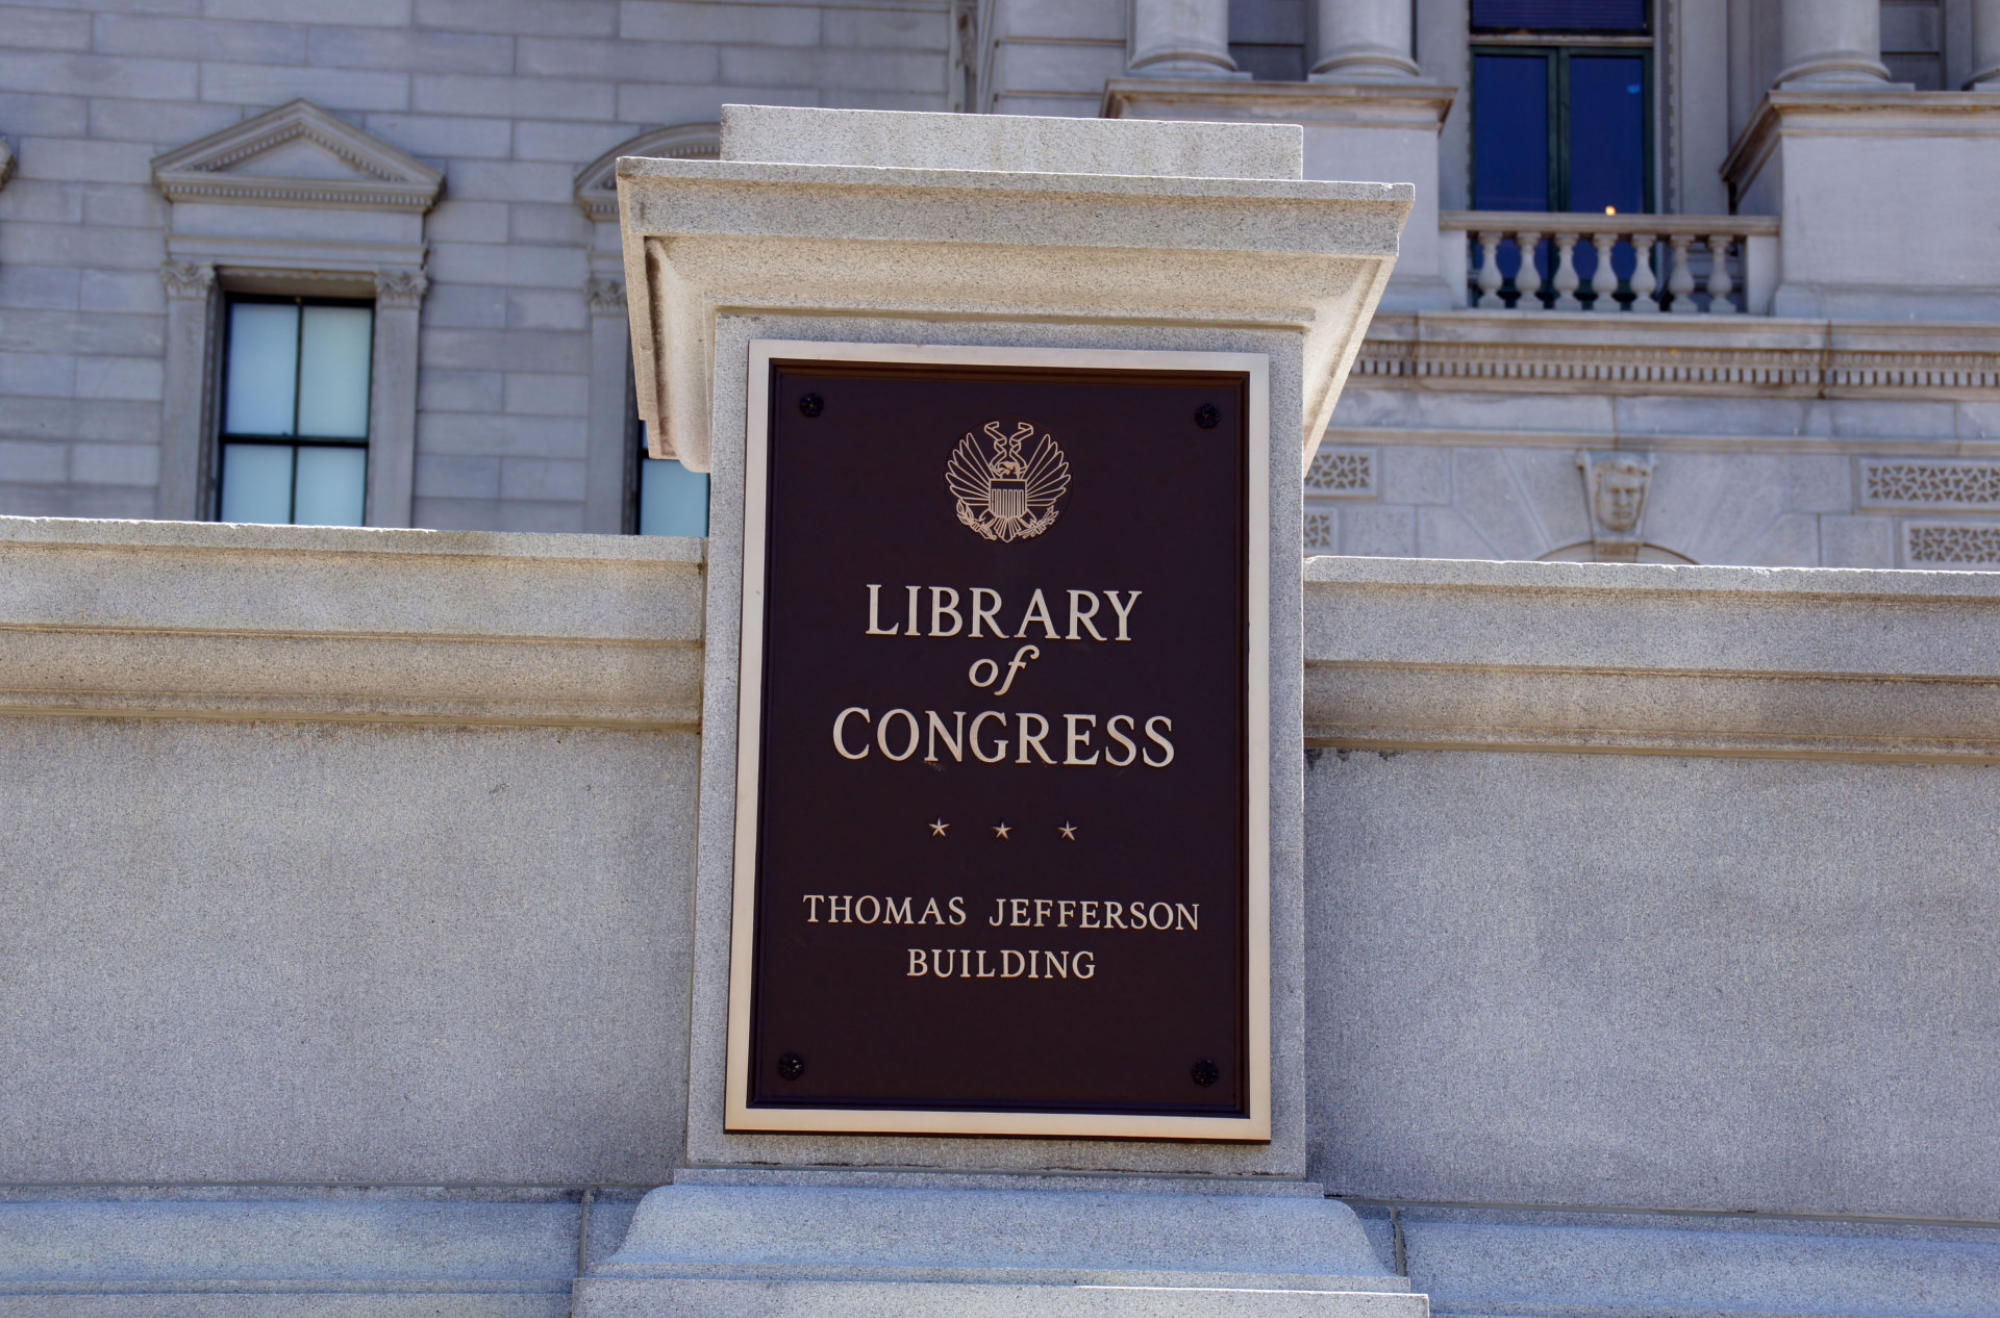 LIBRARY
of
CONGRESS
THOMAS JEFFERSON
BUILDING